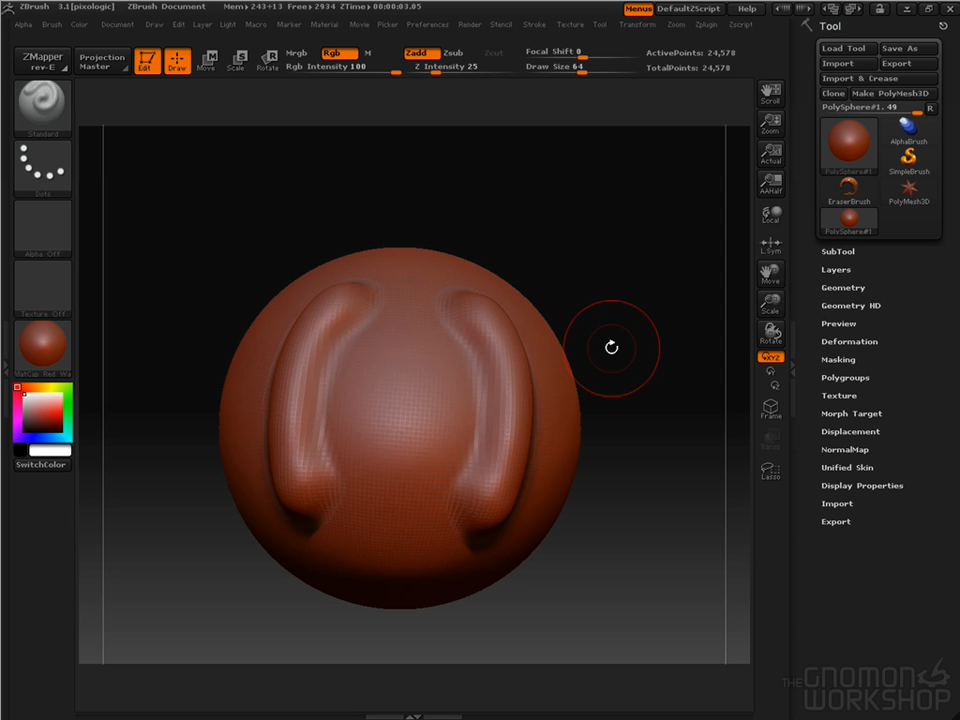 ZBrush 3.1[pixologic] ZBrush Document Mem▶243+13 Free▶2934 ZTime▶00:00:03.05 Menus DefaultZScript Help
Alpha Brush Color Document Draw Edit Layer Light Macro Marker Material Movie Picker Preferences Render Stencil Stroke Texture Tool Transform Zoom Zplugin Zscript
Tool
ZMapper
rev-E
Projection
Master
Edit Draw Move Scale Rotate
Mrgb Rgb M
Rgb Intensity 100
Zadd Zsub Zcut
Z Intensity 25
Focal Shift 0
Draw Size 64
ActivePoints: 24,578
TotalPoints: 24,578
Load Tool Save As
Import Export
Import & Crease
Clone Make PolyMesh3D
PolySphere#1. 49 R
PolySphere#1
AlphaBrush
SimpleBrush
EraserBrush PolyMesh3D
PolySphere#1
Standard
Dots
Alpha Off
Texture Off
MatCap Red Wa
SwitchColor
Scroll
Zoom
Actual
AAHalf
Local
L.Sym
Move
Scale
Rotate
XYZ
Frame
Lasso
SubTool
Layers
Geometry
Geometry HD
Preview
Deformation
Masking
Polygroups
Texture
Morph Target
Displacement
NormalMap
Unified Skin
Display Properties
Import
Export
THE GNOMON
WORKSHOP